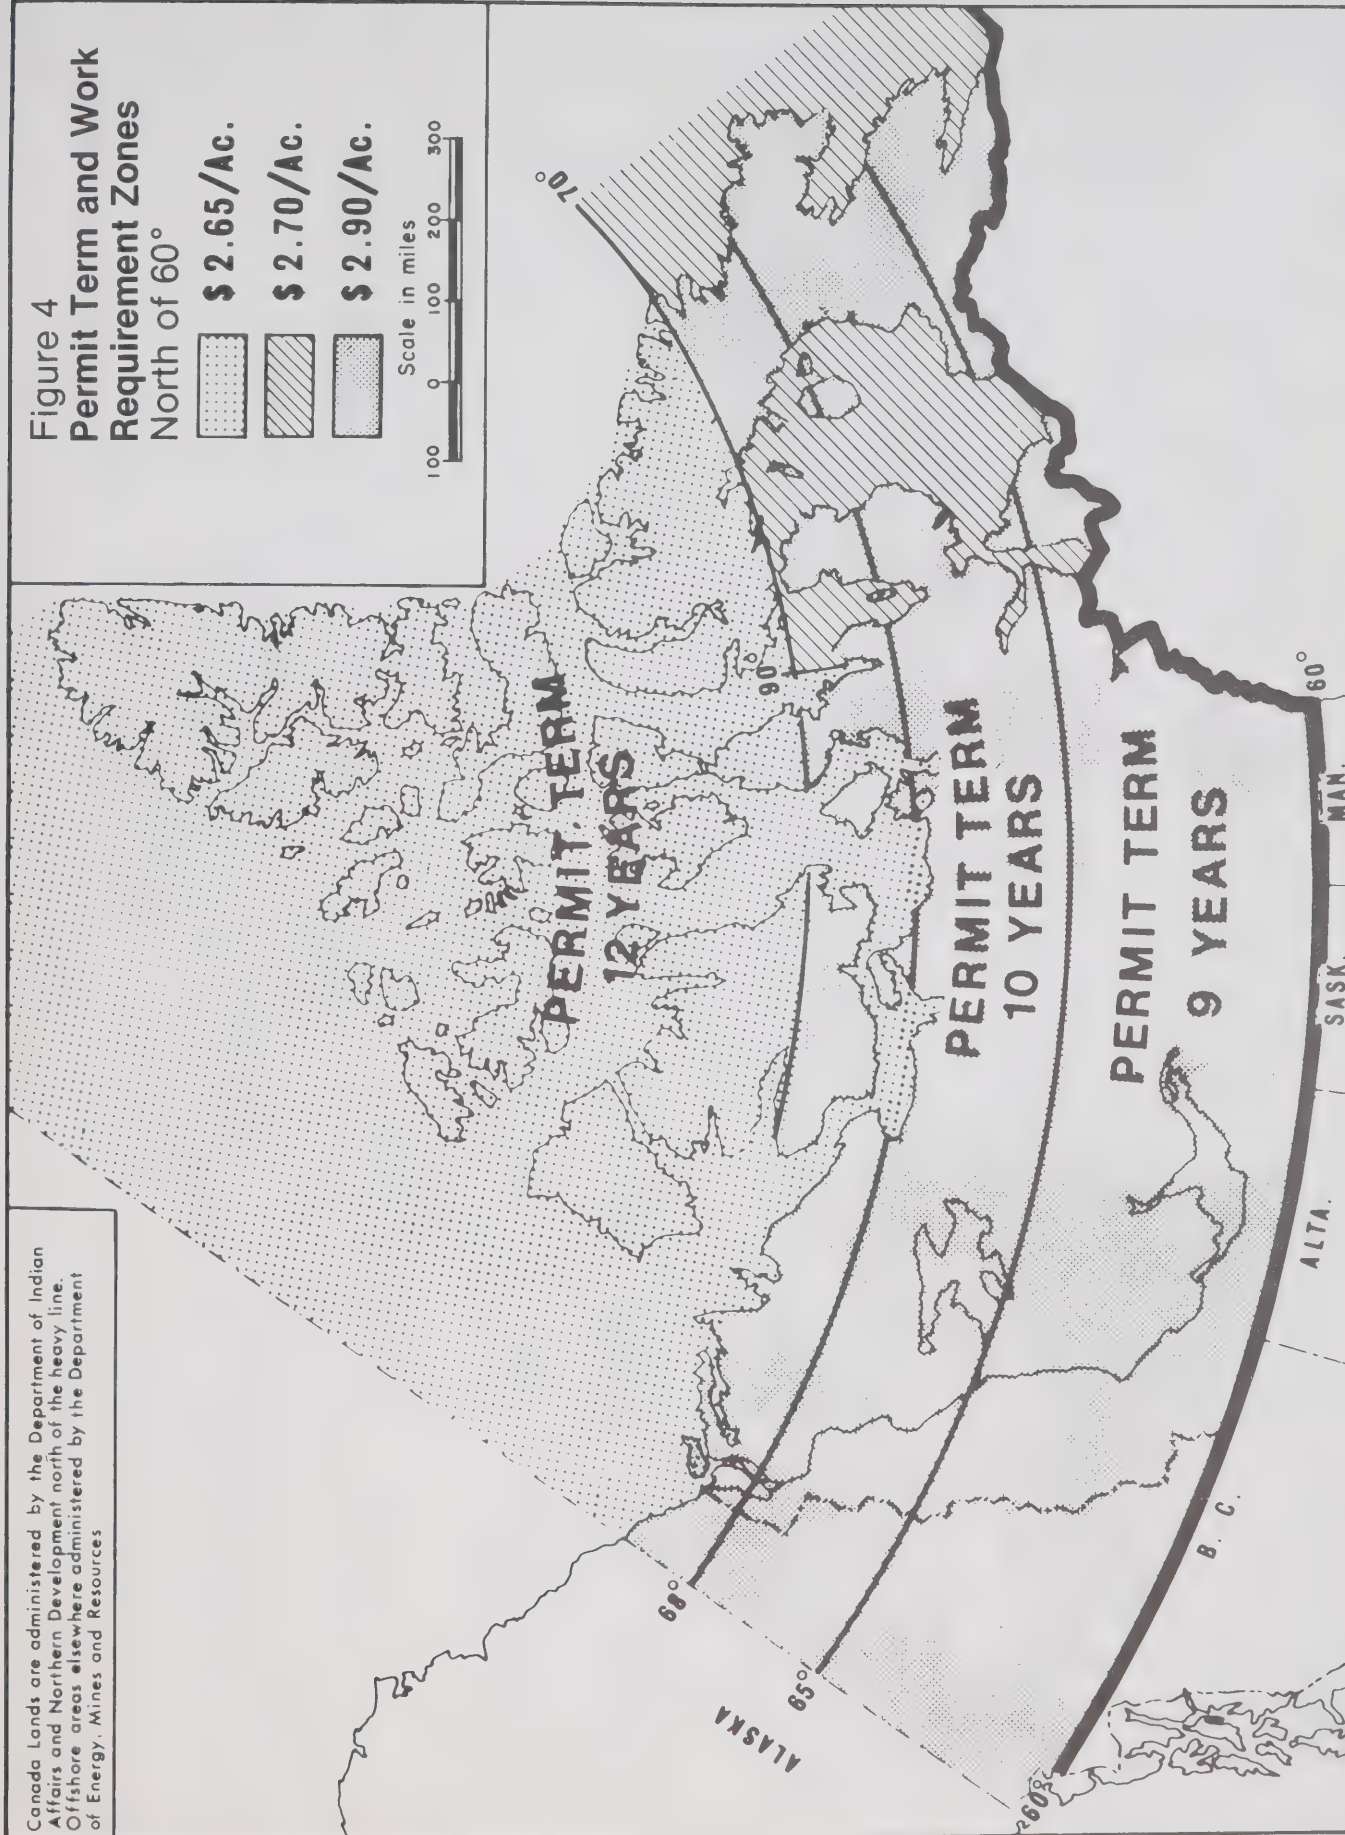 Figure 4
Permit Term and Work
Requirement Zones
North of 60°
$ 2.65/Ac.
$ 2.70/Ac.
$ 2.90/Ac.
Scale in miles
100 0 100 200 300
Canada Lands are administered by the Department of Indian
Affairs and Northern Development north of the heavy line.
Offshore areas elsewhere administered by the Department
of Energy, Mines and Resources
70°
PERMIT TERM
12 YEARS
90°
68°
PERMIT TERM
10 YEARS
65°
ALASKA
PERMIT TERM
9 YEARS
60°
60°
B. C.
ALTA.
SASK.
MAN.